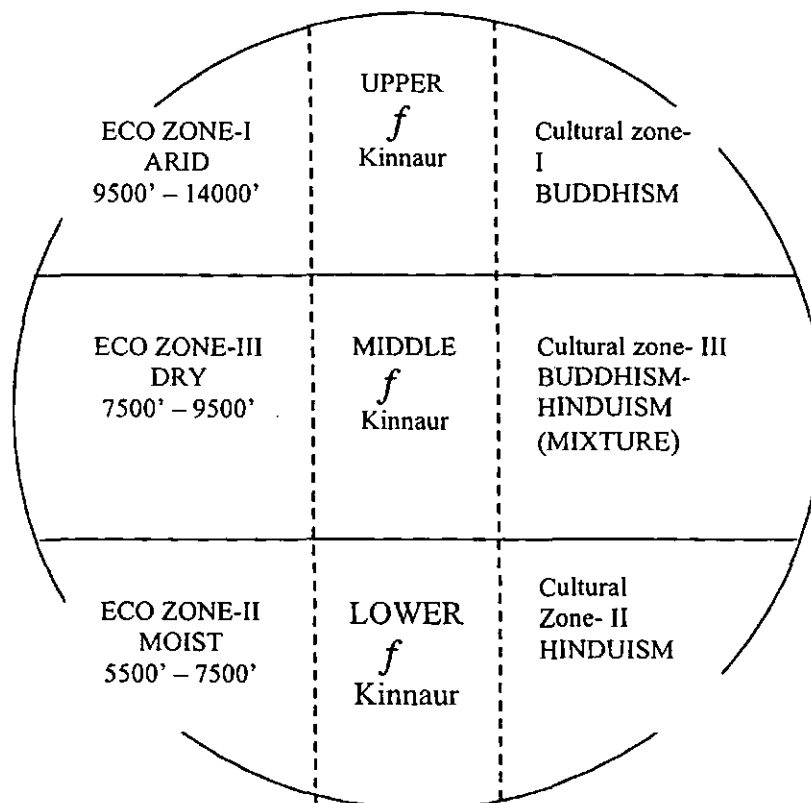 ECO ZONE-I
ARID
9500' – 14000'
UPPER
f
Kinnaur
Cultural zone-
I
BUDDHISM
ECO ZONE-III
DRY
7500' – 9500'
MIDDLE
f
Kinnaur
Cultural zone- III
BUDDHISM-
HINDUISM
(MIXTURE)
ECO ZONE-II
MOIST
5500' – 7500'
LOWER
f
Kinnaur
Cultural
Zone- II
HINDUISM